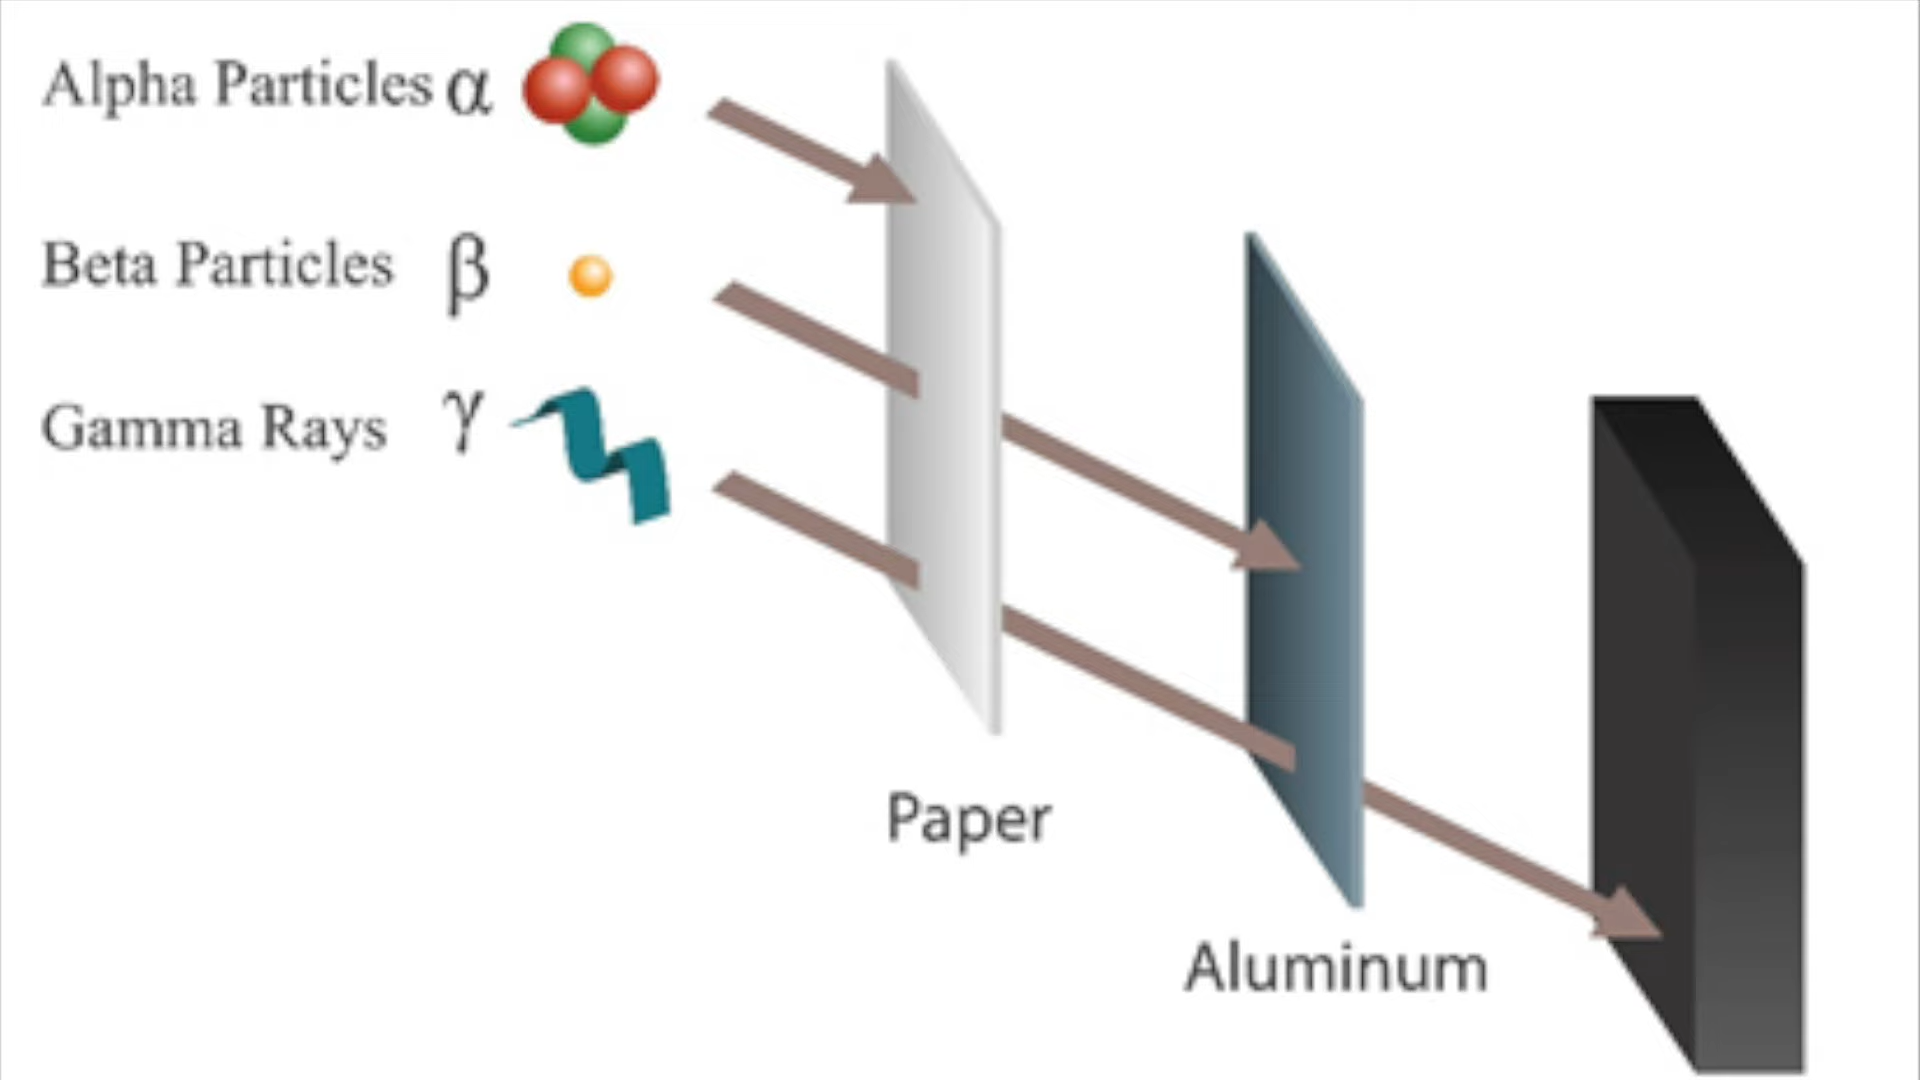 Alpha Particles α
Beta Particles β
Gamma Rays γ
Paper
Aluminum